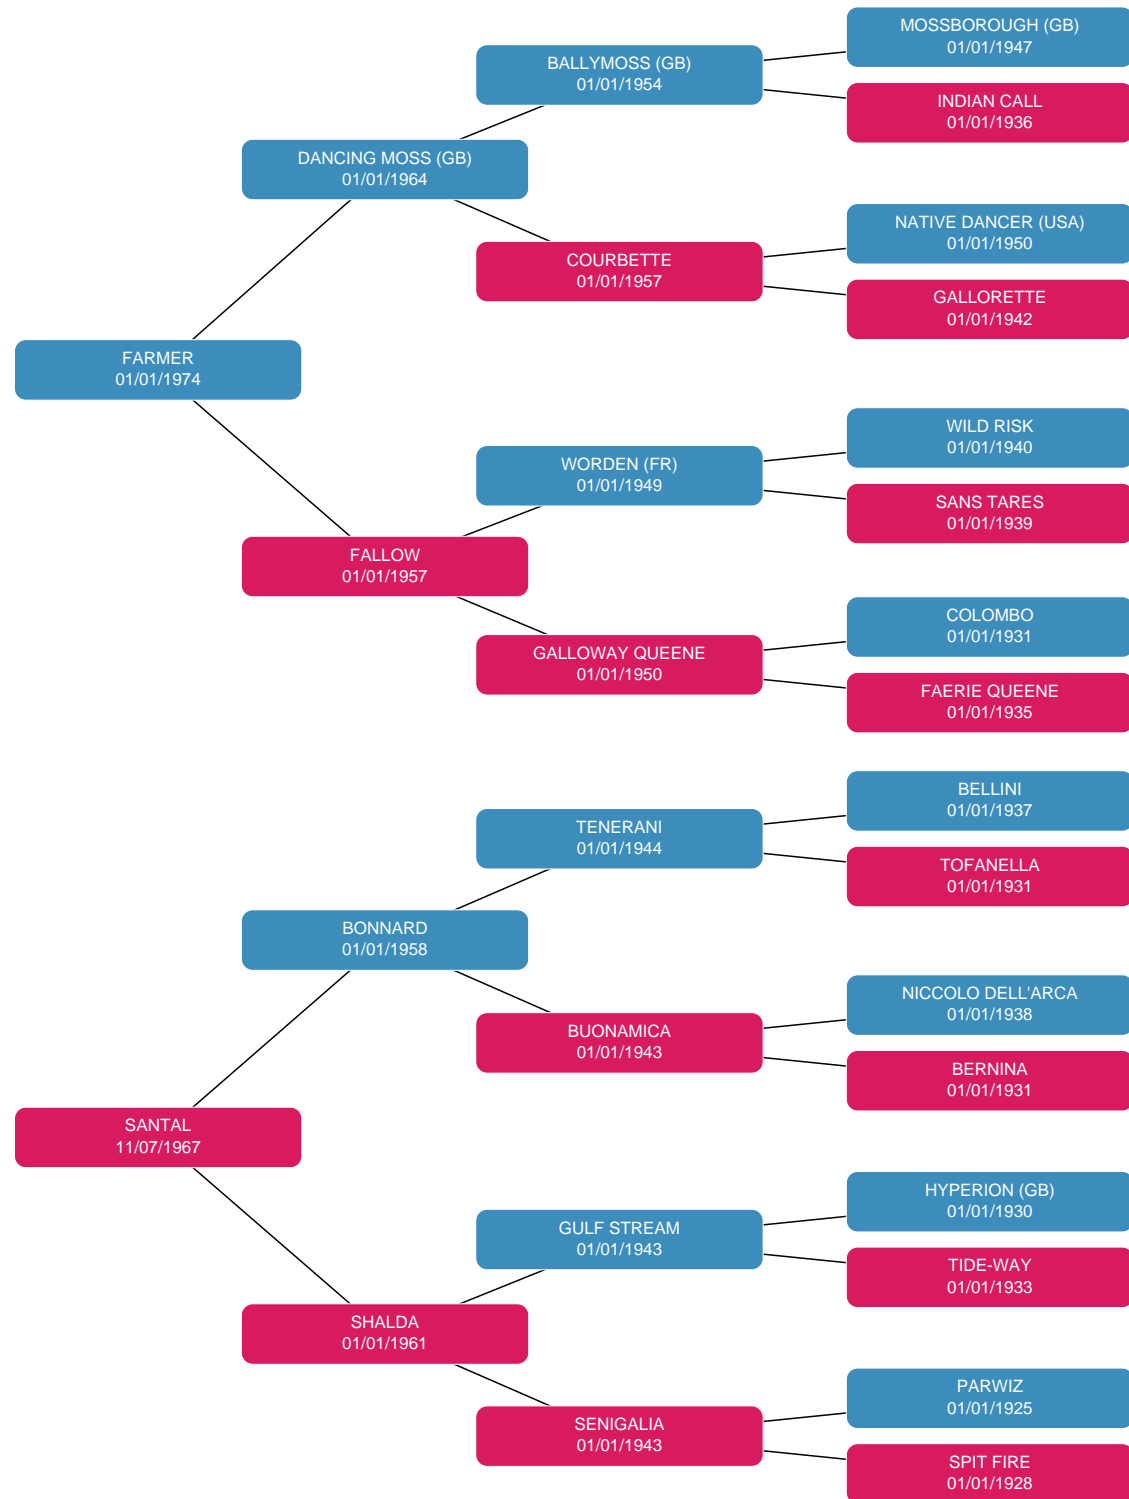 MOSSBOROUGH (GB)
01/01/1947
BALLYMOSS (GB)
01/01/1954
INDIAN CALL
01/01/1936
DANCING MOSS (GB)
01/01/1964
NATIVE DANCER (USA)
01/01/1950
COURBETTE
01/01/1957
GALLORETTE
01/01/1942
FARMER
01/01/1974
WILD RISK
01/01/1940
WORDEN (FR)
01/01/1949
SANS TARES
01/01/1939
FALLOW
01/01/1957
COLOMBO
01/01/1931
GALLOWAY QUEENE
01/01/1950
FAERIE QUEENE
01/01/1935
BELLINI
01/01/1937
TENERANI
01/01/1944
TOFANELLA
01/01/1931
BONNARD
01/01/1958
NICCOLO DELL'ARCA
01/01/1938
BUONAMICA
01/01/1943
BERNINA
01/01/1931
SANTAL
11/07/1967
HYPERION (GB)
01/01/1930
GULF STREAM
01/01/1943
TIDE-WAY
01/01/1933
SHALDA
01/01/1961
PARWIZ
01/01/1925
SENIGALIA
01/01/1943
SPIT FIRE
01/01/1928